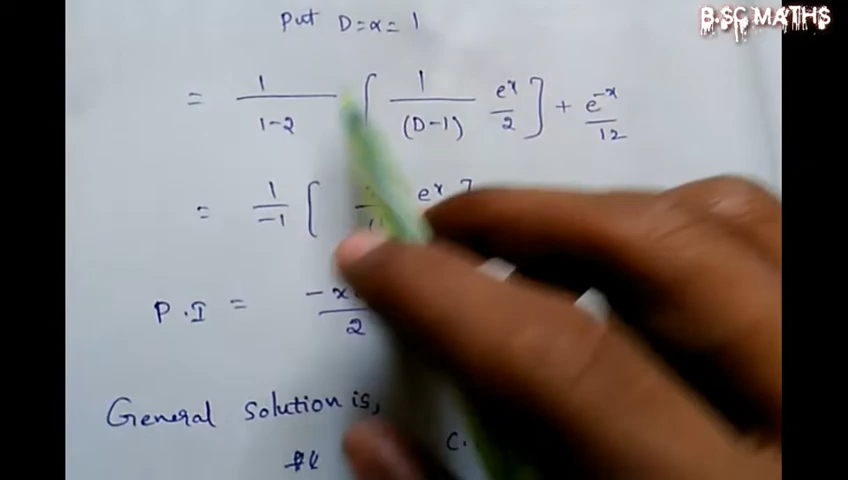 B.SC MATHS
Put D=α= 1
= 1/(1-2) [ 1/(D-1) e^x/2 ] + e^-x/12
= 1/-1 [ e^x ]
P.I = -x /2
General solution is,
C.